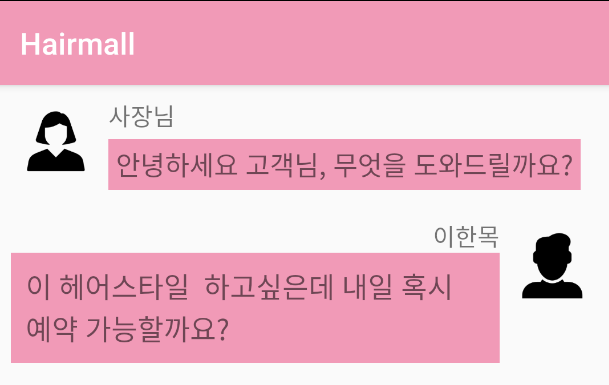 Hairmall
사장님
안녕하세요 고객님, 무엇을 도와드릴까요?
이한목
이 헤어스타일  하고싶은데 내일 혹시
예약 가능할까요?